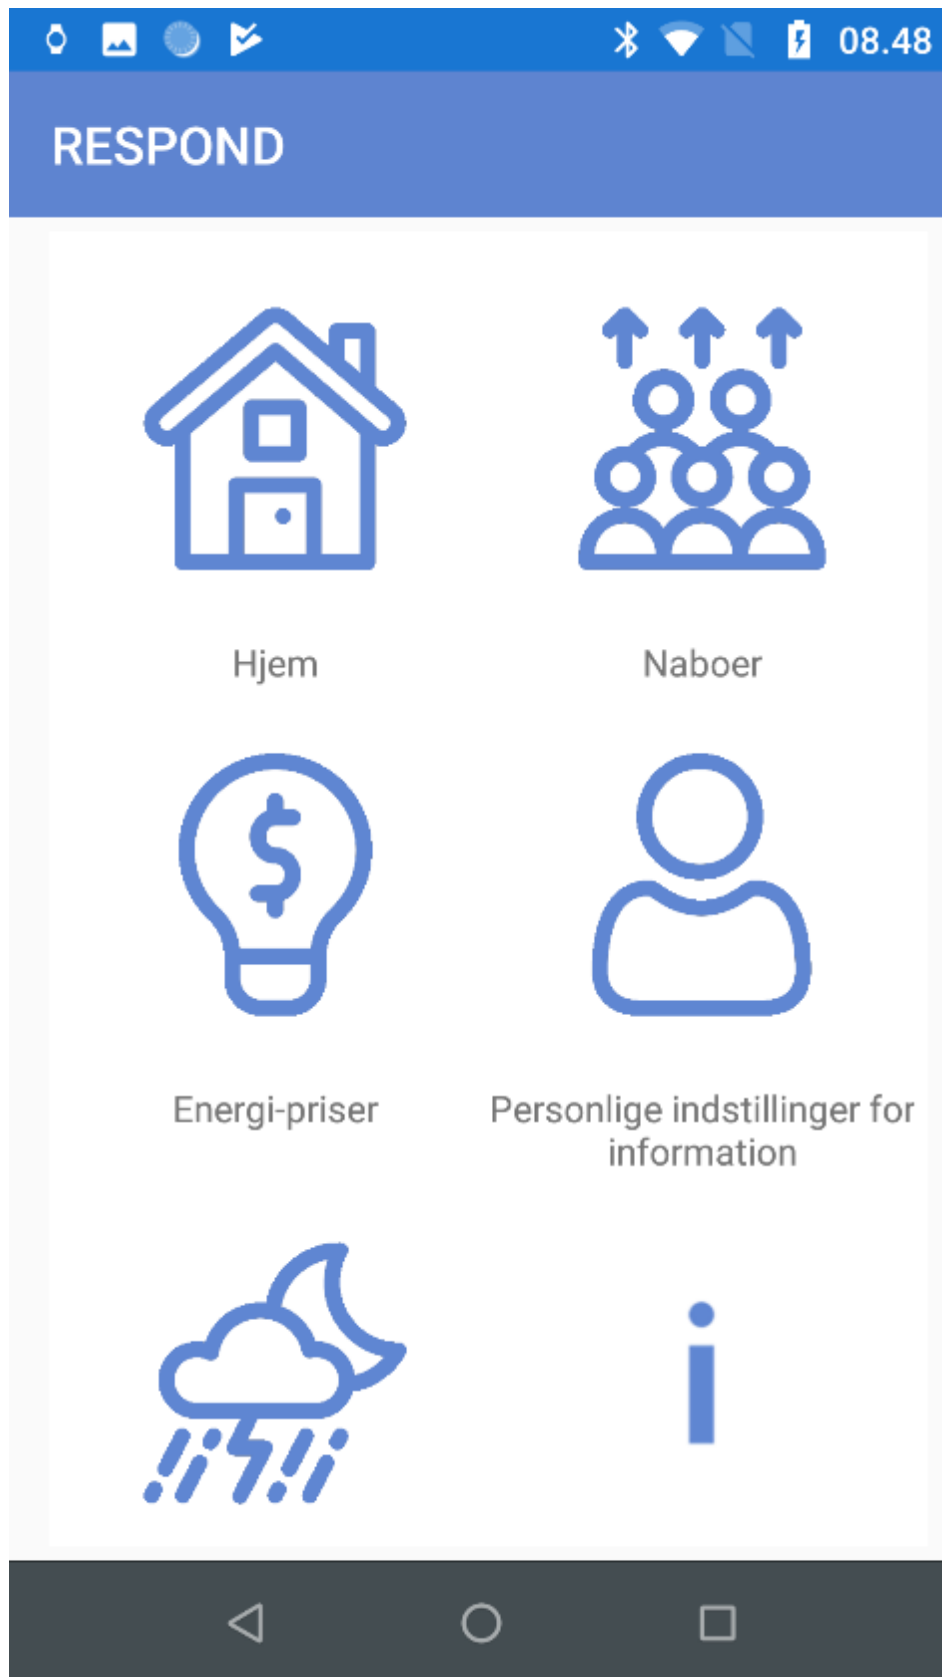 08.48
RESPOND
Hjem
Naboer
$
Energi-priser
Personlige indstillinger for
information
i